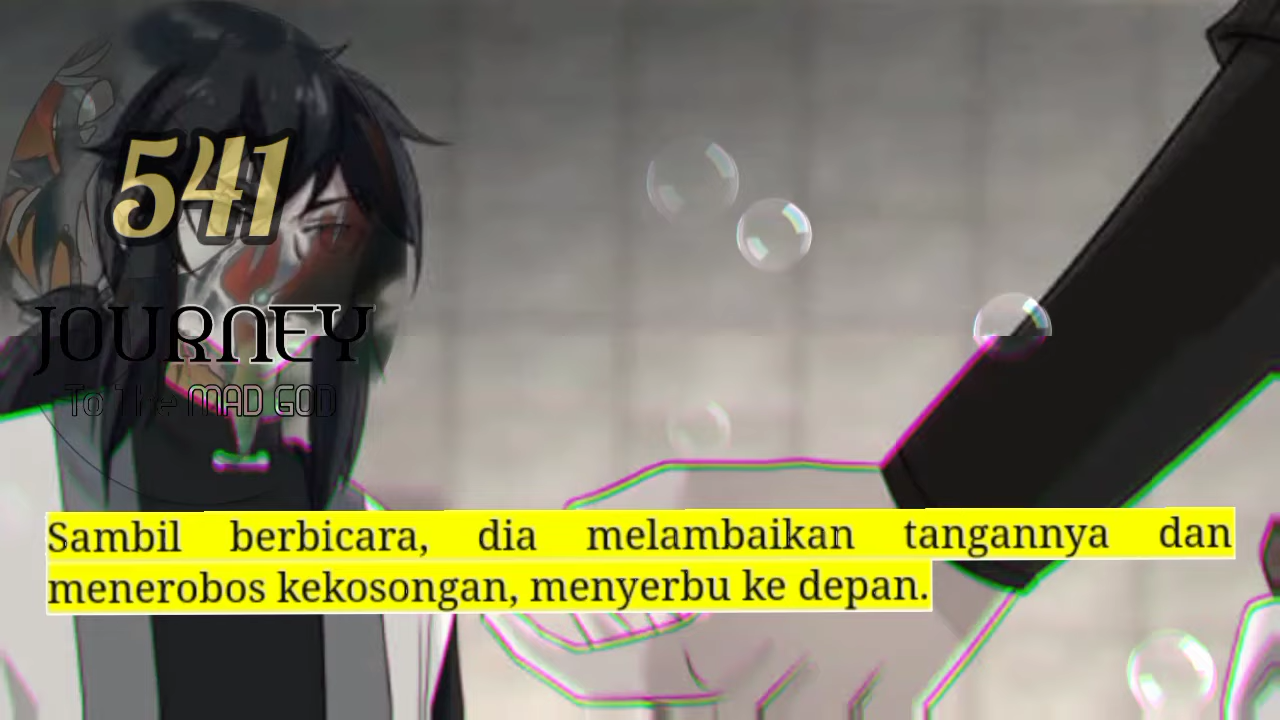 541
JOURNEY
To The MAD GOD
Sambil berbicara, dia melambaikan tangannya dan
menerobos kekosongan, menyerbu ke depan.